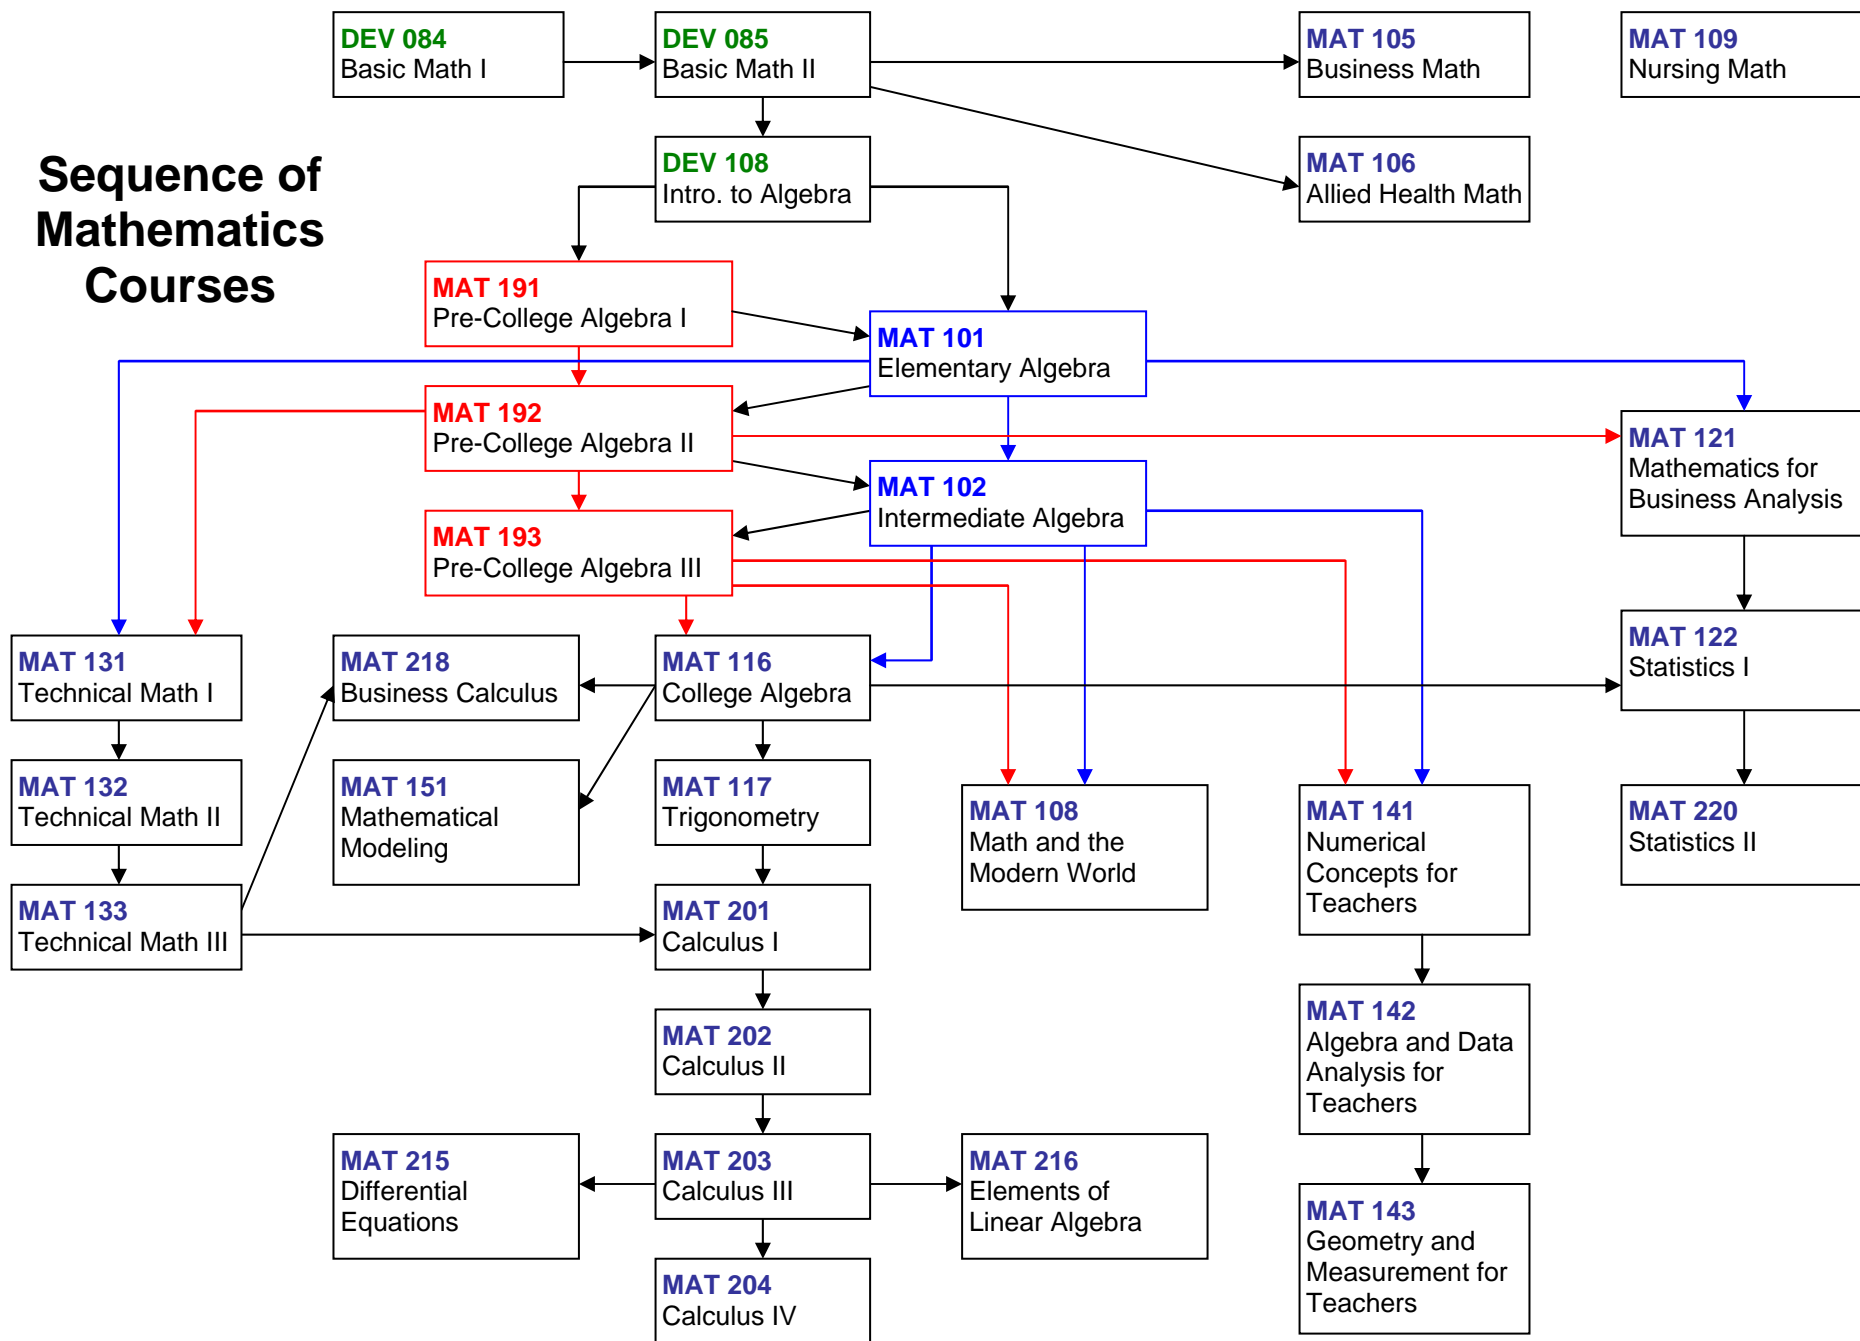 DEV 084
Basic Math I
DEV 085
Basic Math II
MAT 105
Business Math
MAT 109
Nursing Math
Sequence of
Mathematics
Courses
DEV 108
Intro. to Algebra
MAT 106
Allied Health Math
MAT 191
Pre-College Algebra I
MAT 101
Elementary Algebra
MAT 192
Pre-College Algebra II
MAT 121
Mathematics for
Business Analysis
MAT 102
Intermediate Algebra
MAT 193
Pre-College Algebra III
MAT 131
Technical Math I
MAT 218
Business Calculus
MAT 116
College Algebra
MAT 122
Statistics I
MAT 132
Technical Math II
MAT 151
Mathematical
Modeling
MAT 117
Trigonometry
MAT 108
Math and the
Modern World
MAT 141
Numerical
Concepts for
Teachers
MAT 220
Statistics II
MAT 133
Technical Math III
MAT 201
Calculus I
MAT 202
Calculus II
MAT 142
Algebra and Data
Analysis for
Teachers
MAT 215
Differential
Equations
MAT 203
Calculus III
MAT 216
Elements of
Linear Algebra
MAT 143
Geometry and
Measurement for
Teachers
MAT 204
Calculus IV